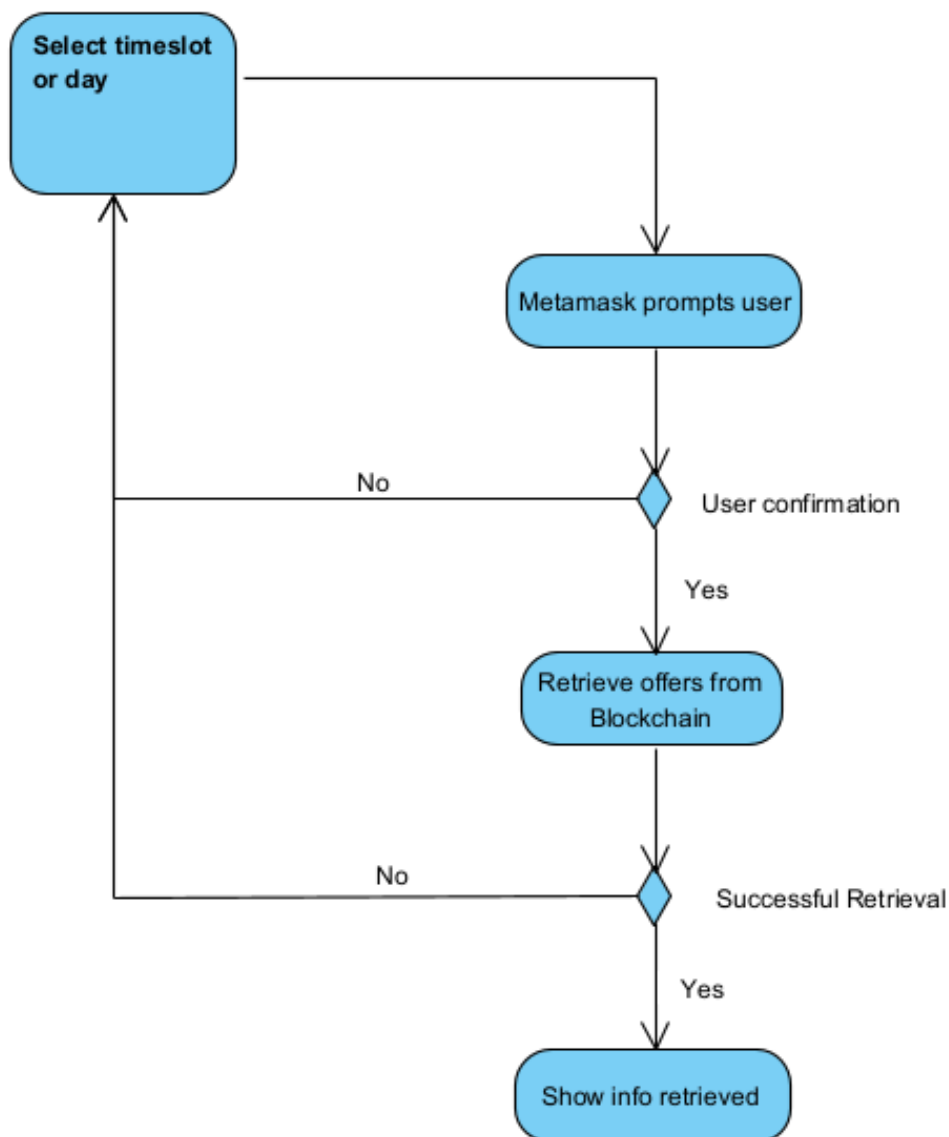 Select timeslot
or day
Metamask prompts user
No
User confirmation
Yes
Retrieve offers from
Blockchain
No
Successful Retrieval
Yes
Show info retrieved